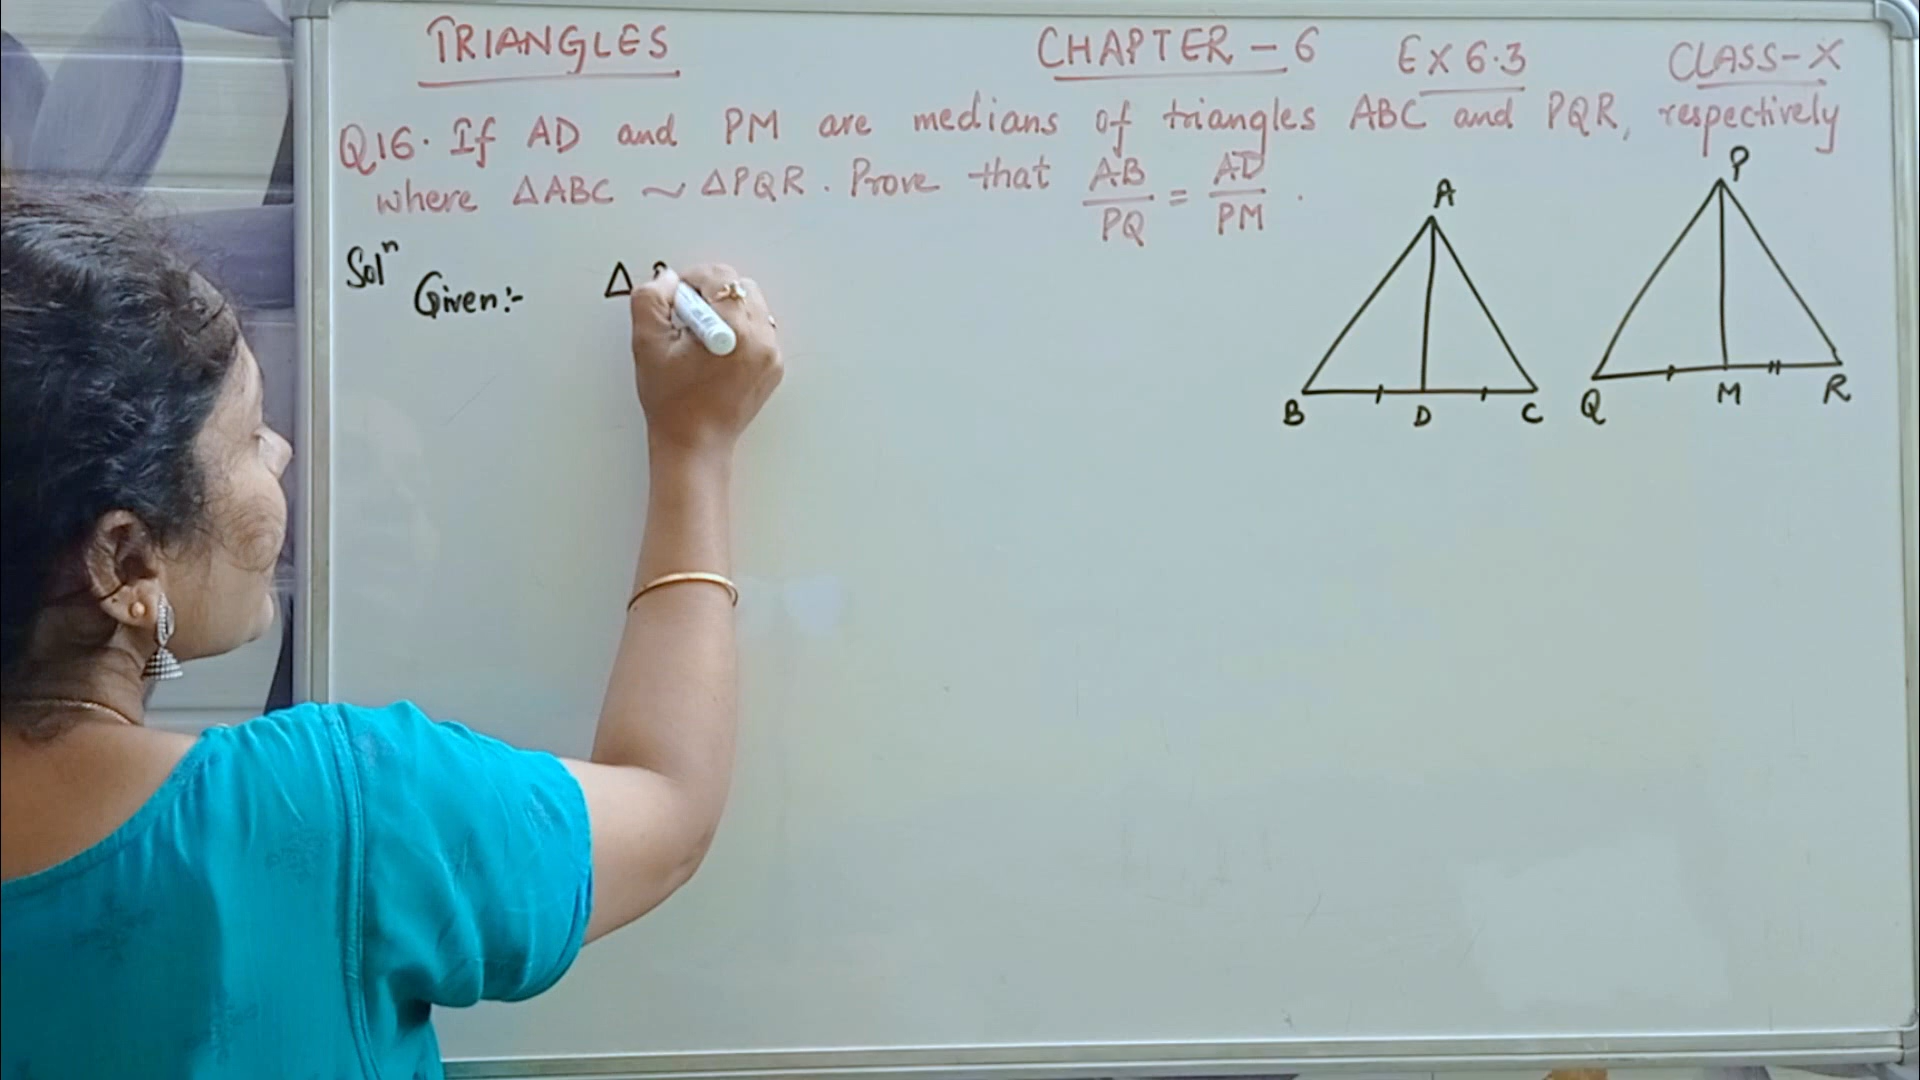 TRIANGLES CHAPTER - 6 EX 6.3 CLASS-X
Q16. If AD and PM are medians of triangles ABC and PQR, respectively
where ΔABC ~ ΔPQR. Prove that AB/PQ = AD/PM.
Solⁿ Given:- Δ
A
B D C
P
Q M R